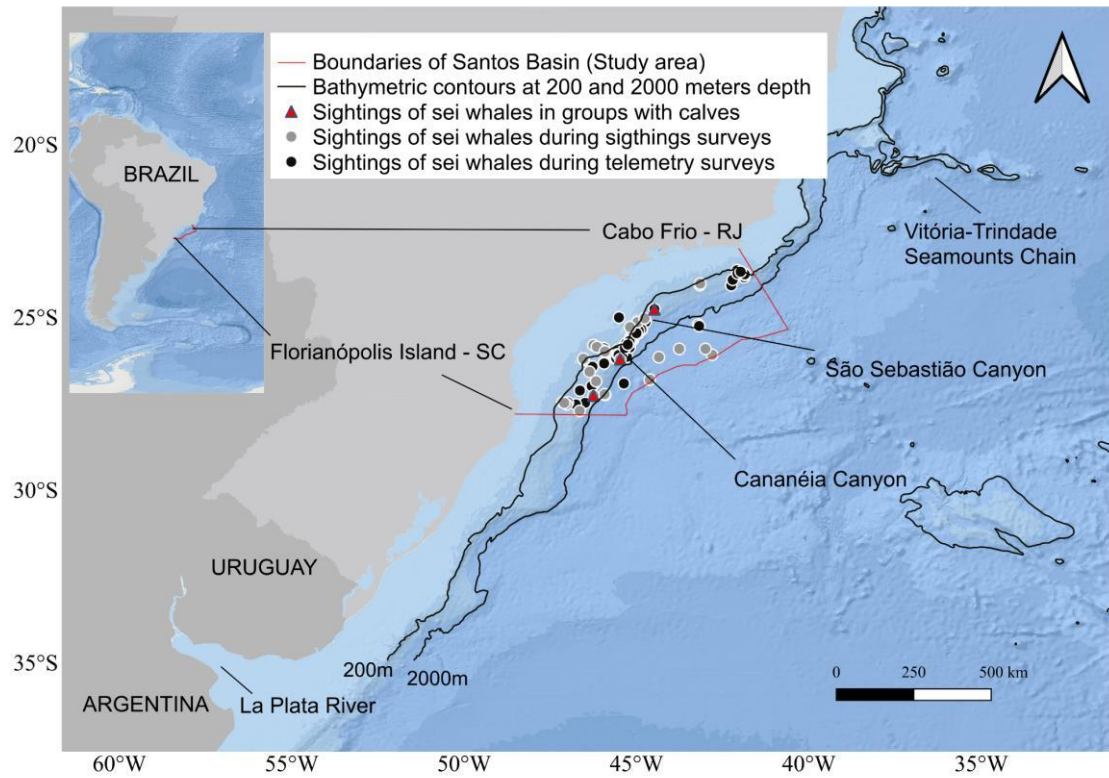 Boundaries of Santos Basin (Study area)
Bathymetric contours at 200 and 2000 meters depth
Sightings of sei whales in groups with calves
Sightings of sei whales during sigthings surveys
Sightings of sei whales during telemetry surveys
20°S
BRAZIL
Cabo Frio - RJ
Vitória-Trindade
Seamounts Chain
25°S
Florianópolis Island - SC
São Sebastião Canyon
Cananéia Canyon
30°S
URUGUAY
35°S
200m
2000m
0 250 500 km
ARGENTINA
La Plata River
60°W 55°W 50°W 45°W 40°W 35°W